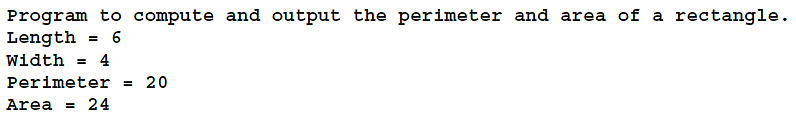 Program to compute and output the perimeter and area of a rectangle.
Length = 6
Width = 4
Perimeter = 20
Area = 24